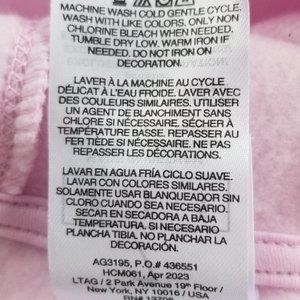 MACHINE WASH COLD GENTLE CYCLE.
WASH WITH LIKE COLORS. ONLY NON
CHLORINE BLEACH WHEN NEEDED.
TUMBLE DRY LOW. WARM IRON IF
NEEDED. DO NOT IRON ON
DECORATION.
LAVER À LA MACHINE AU CYCLE
DÉLICAT À L'EAU FROIDE. LAVER AVEC
DES COULEURS SIMILAIRES. UTILISER
UN AGENT DE BLANCHIMENT SANS
CHLORE SI NÉCESSAIRE. SÉCHER À
TEMPÉRATURE BASSE. REPASSER AU
FER TIÈDE SI NÉCESSAIRE. NE PAS
REPASSER LA DÉCORATION.
LAVAR EN AGUA FRÍA CICLO SUAVE.
LAVAR CON COLORES SIMILARES.
SOLAMENTE USAR BLANQUEADOR SIN
CLORO CUANDO SEA NECESARIO.
SECAR EN SECADORA A BAJA
TEMPERATURA. SI NECESARIO,
PLANCHA TIBIA. NO PLANCHAR LA
DECORACIÓN.
AG3195, P.O.# 436551
HCM061, Apr 2023
LTAG / 2 Park Avenue 19th Floor /
New York, NY 10016 / USA